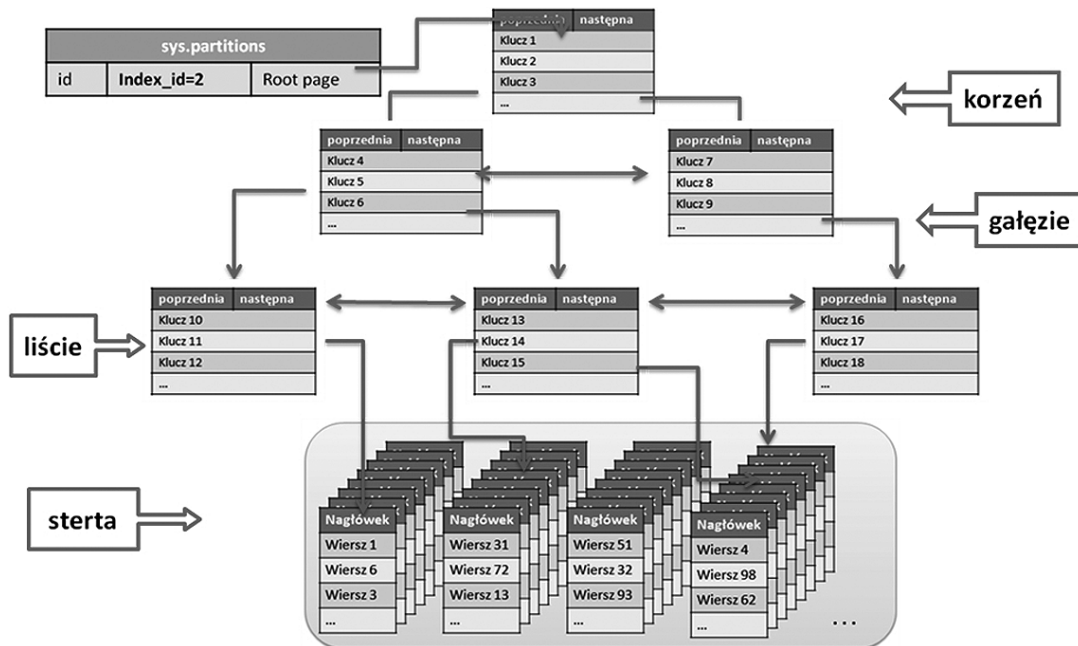 poprzednia następna
Klucz 1
Klucz 2
Klucz 3
...
sys.partitions
id Index_id=2 Root page
korzeń
poprzednia następna
Klucz 4
Klucz 5
Klucz 6
...
poprzednia następna
Klucz 7
Klucz 8
Klucz 9
...
gałęzie
poprzednia następna
Klucz 10
Klucz 11
Klucz 12
...
poprzednia następna
Klucz 13
Klucz 14
Klucz 15
...
poprzednia następna
Klucz 16
Klucz 17
Klucz 18
...
liście
sterta
Nagłówek
Wiersz 1
Wiersz 6
Wiersz 3
...
Nagłówek
Wiersz 31
Wiersz 72
Wiersz 13
...
Nagłówek
Wiersz 51
Wiersz 32
Wiersz 93
...
Nagłówek
Wiersz 4
Wiersz 98
Wiersz 62
...
...